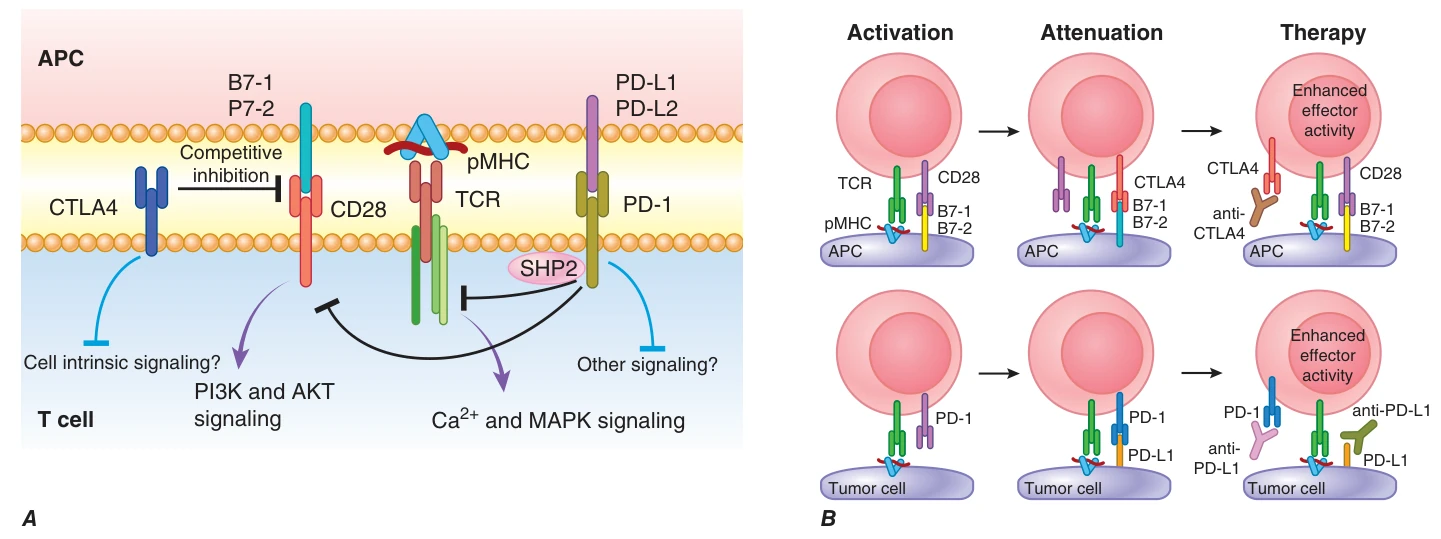 APC
B7-1
P7-2
PD-L1
PD-L2
Competitive
inhibition
pMHC
CTLA4
CD28
TCR
PD-1
SHP2
Cell intrinsic signaling?
Other signaling?
PI3K and AKT
signaling
T cell
Ca2+ and MAPK signaling
A
Activation
Attenuation
Therapy
TCR
CD28
pMHC
B7-1
B7-2
APC
CTLA4
B7-1
B7-2
APC
Enhanced
effector
activity
CTLA4
CD28
anti-
CTLA4
B7-1
B7-2
APC
PD-1
Tumor cell
PD-1
PD-L1
Tumor cell
Enhanced
effector
activity
PD-1
anti-PD-L1
anti-
PD-L1
PD-L1
Tumor cell
B